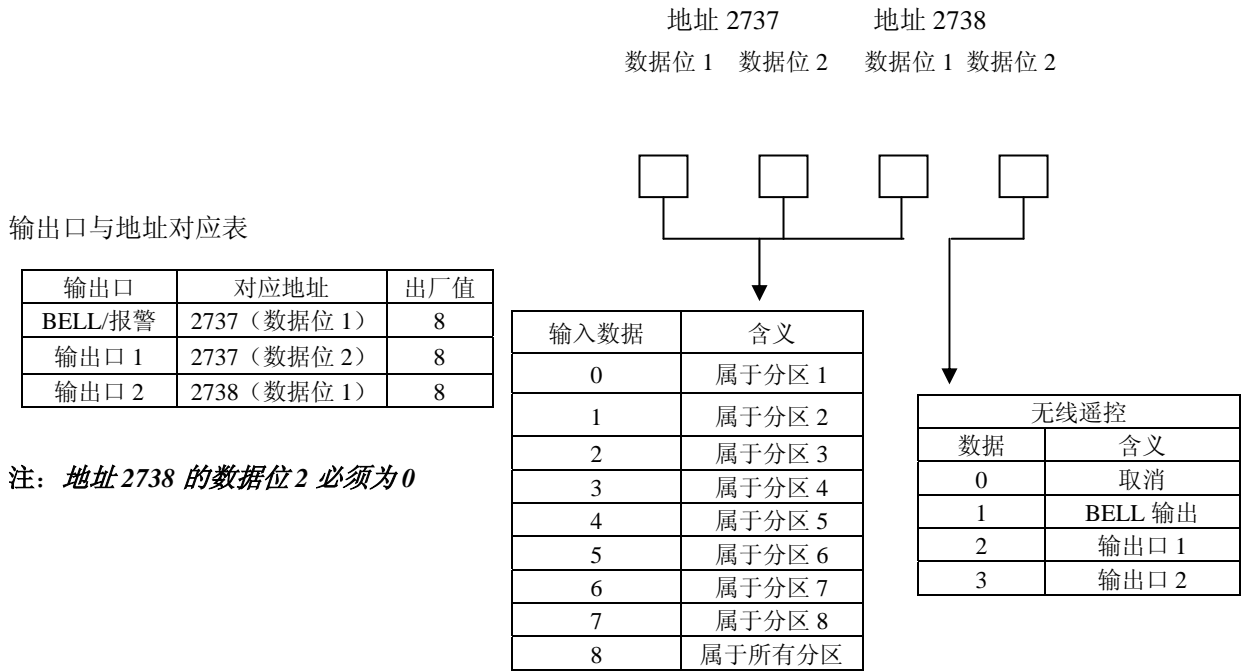 地址 2737 地址 2738
数据位 1 数据位 2 数据位 1 数据位 2
输出口与地址对应表
输出口 对应地址 出厂值
BELL/报警 2737（数据位 1） 8
输出口 1 2737（数据位 2） 8
输出口 2 2738（数据位 1） 8
注：地址 2738 的数据位 2 必须为 0
输入数据 含义
0 属于分区 1
1 属于分区 2
2 属于分区 3
3 属于分区 4
4 属于分区 5
5 属于分区 6
6 属于分区 7
7 属于分区 8
8 属于所有分区
无线遥控
数据 含义
0 取消
1 BELL 输出
2 输出口 1
3 输出口 2